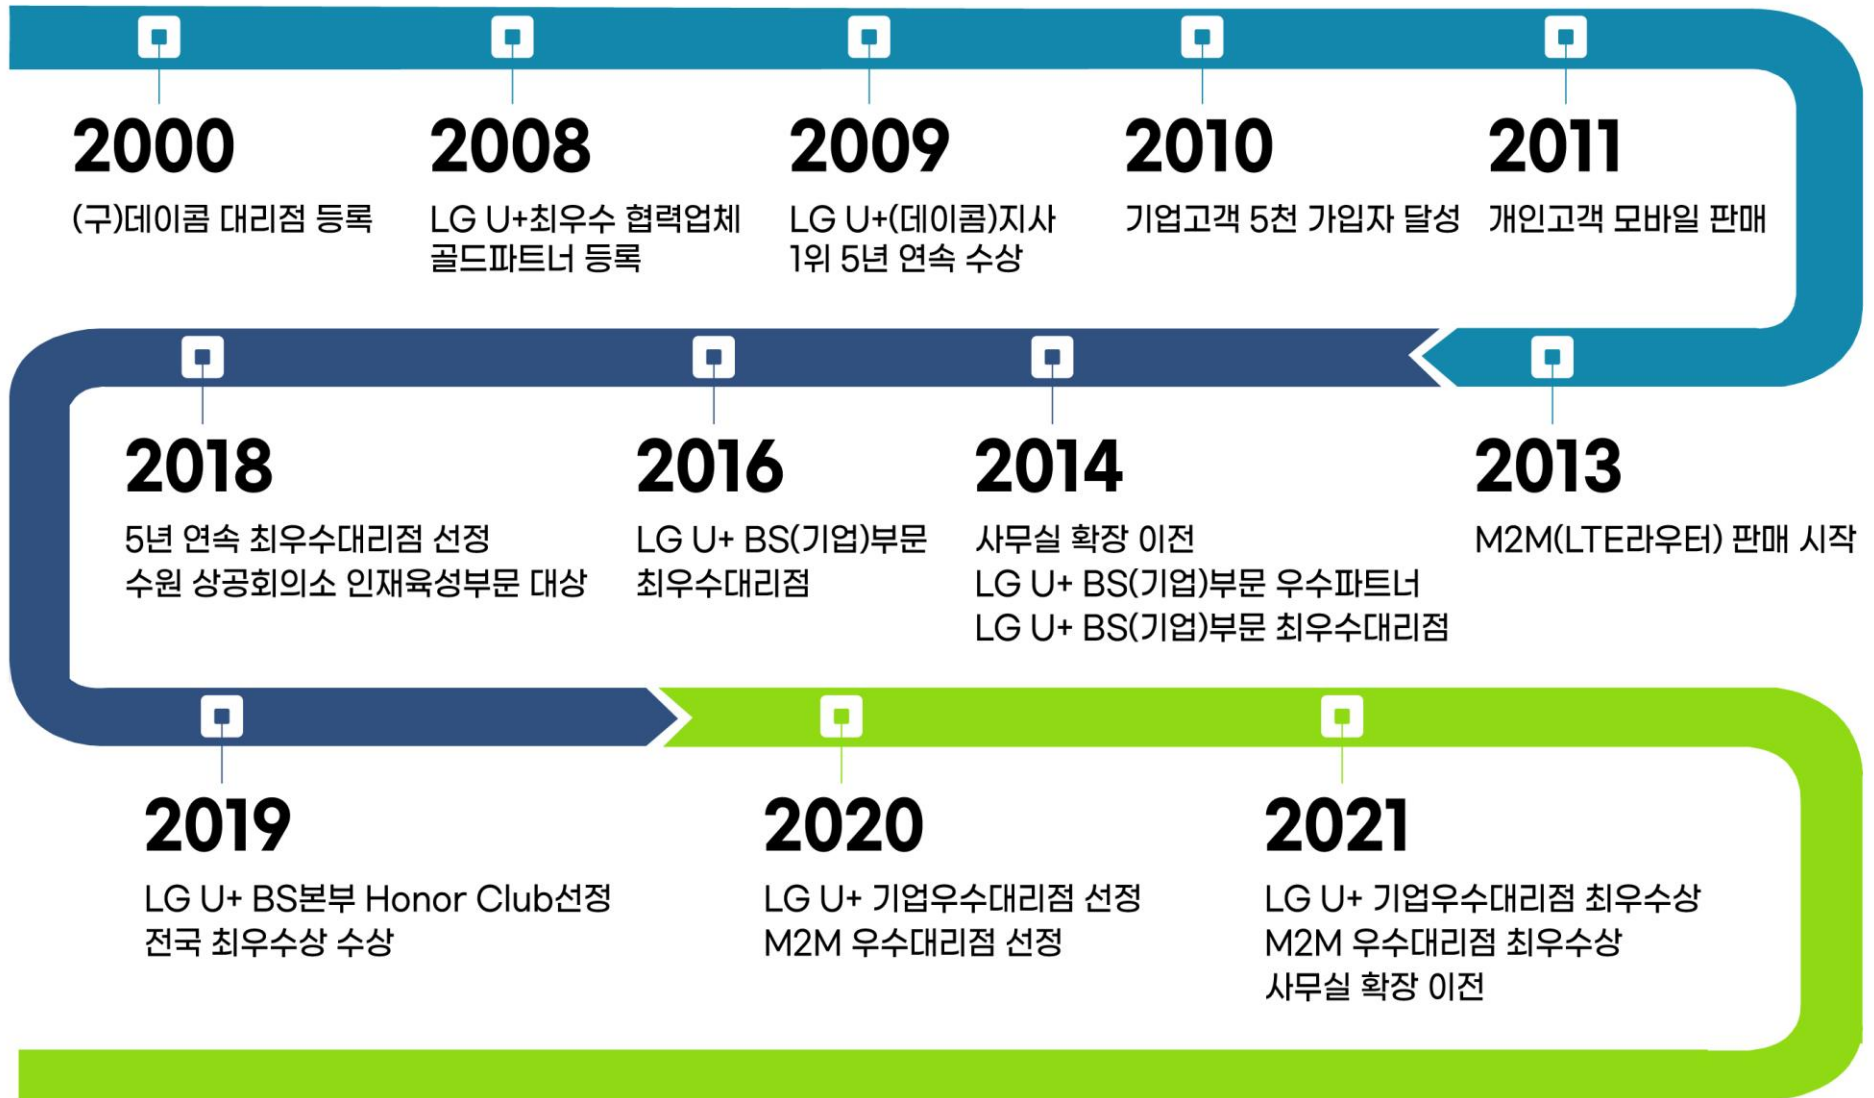 2000
(구)데이콤 대리점 등록
2008
LG U+최우수 협력업체
골드파트너 등록
2009
LG U+(데이콤)지사
1위 5년 연속 수상
2010
기업고객 5천 가입자 달성
2011
개인고객 모바일 판매
2013
M2M(LTE라우터) 판매 시작
2014
사무실 확장 이전
LG U+ BS(기업)부문 우수파트너
LG U+ BS(기업)부문 최우수대리점
2016
LG U+ BS(기업)부문
최우수대리점
2018
5년 연속 최우수대리점 선정
수원 상공회의소 인재육성부문 대상
2019
LG U+ BS본부 Honor Club선정
전국 최우수상 수상
2020
LG U+ 기업우수대리점 선정
M2M 우수대리점 선정
2021
LG U+ 기업우수대리점 최우수상
M2M 우수대리점 최우수상
사무실 확장 이전